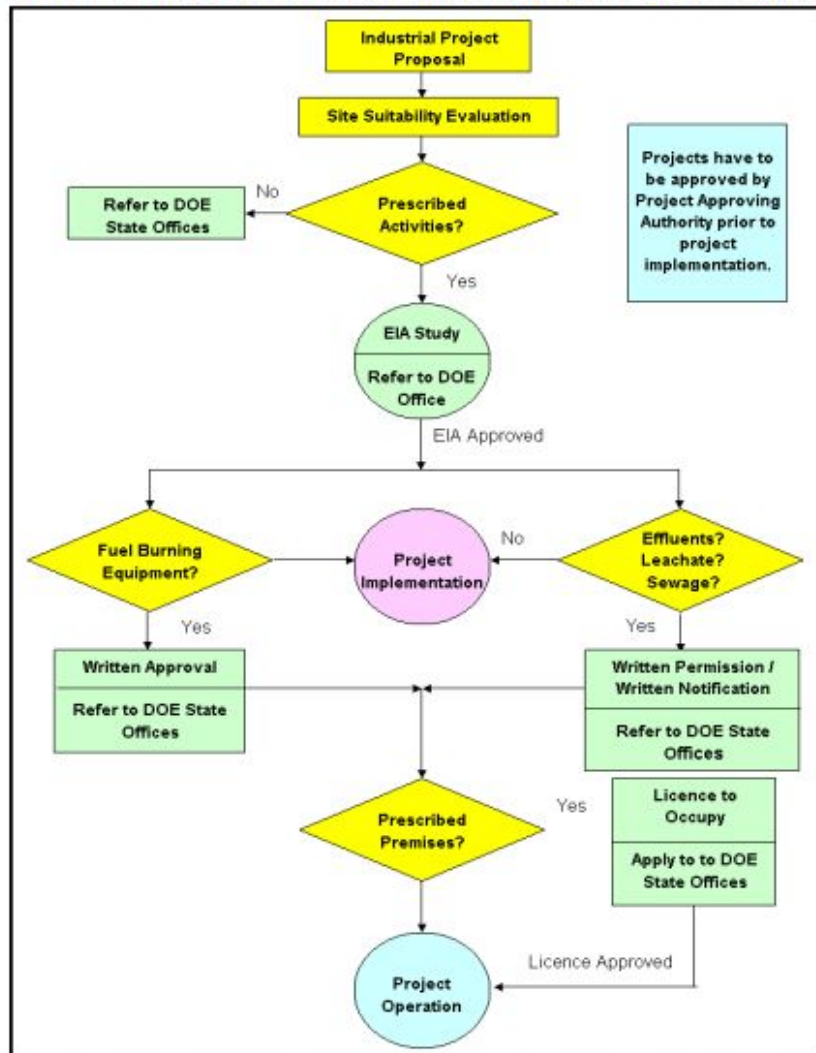 Industrial Project
Proposal
Site Suitability Evaluation
Projects have to
be approved by
Project Approving
Authority prior to
project
implementation.
No
Refer to DOE
State Offices
Prescribed
Activities?
Yes
EIA Study
Refer to DOE
Office
EIA Approved
Fuel Burning
Equipment?
Project
Implementation
No
Effluents?
Leachate?
Sewage?
Yes
Yes
Written Approval
Refer to DOE State
Offices
Written Permission /
Written Notification
Refer to DOE State
Offices
Prescribed
Premises?
Yes
Licence to
Occupy
Apply to to DOE
State Offices
Licence Approved
Project
Operation